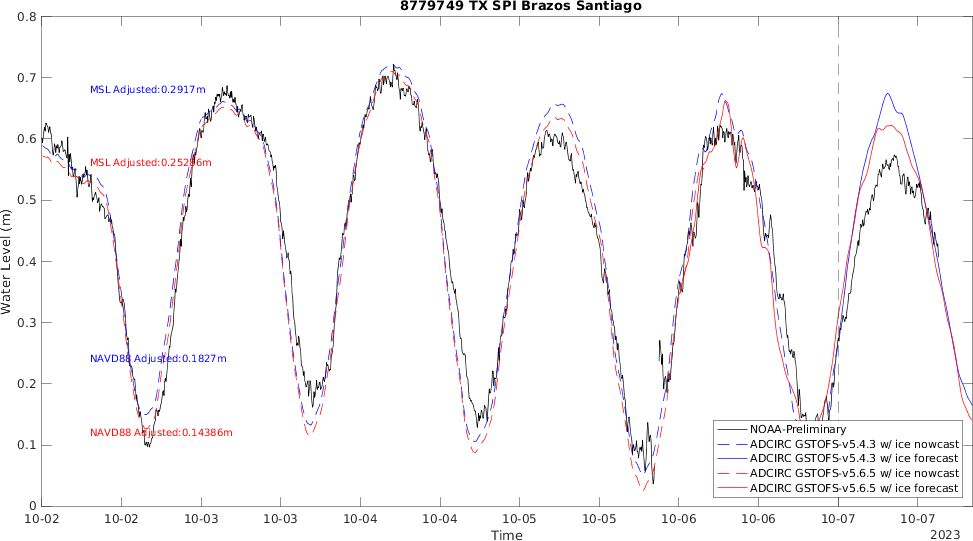 8779749 TX SPI Brazos Santiago
0.8
0.7
0.6
0.5
0.4
0.3
0.2
0.1
0
Water Level (m)
MSL Adjusted:0.2917m
MSL Adjusted:0.25286m
NAVD88 Adjusted:0.1827m
NAVD88 Adjusted:0.14386m
NOAA-Preliminary
ADCIRC GSTOFS-v5.4.3 w/ ice nowcast
ADCIRC GSTOFS-v5.4.3 w/ ice forecast
ADCIRC GSTOFS-v5.6.5 w/ ice nowcast
ADCIRC GSTOFS-v5.6.5 w/ ice forecast
10-02 10-02 10-03 10-03 10-04 10-04 10-05 10-05 10-06 10-06 10-07 10-07
Time
2023